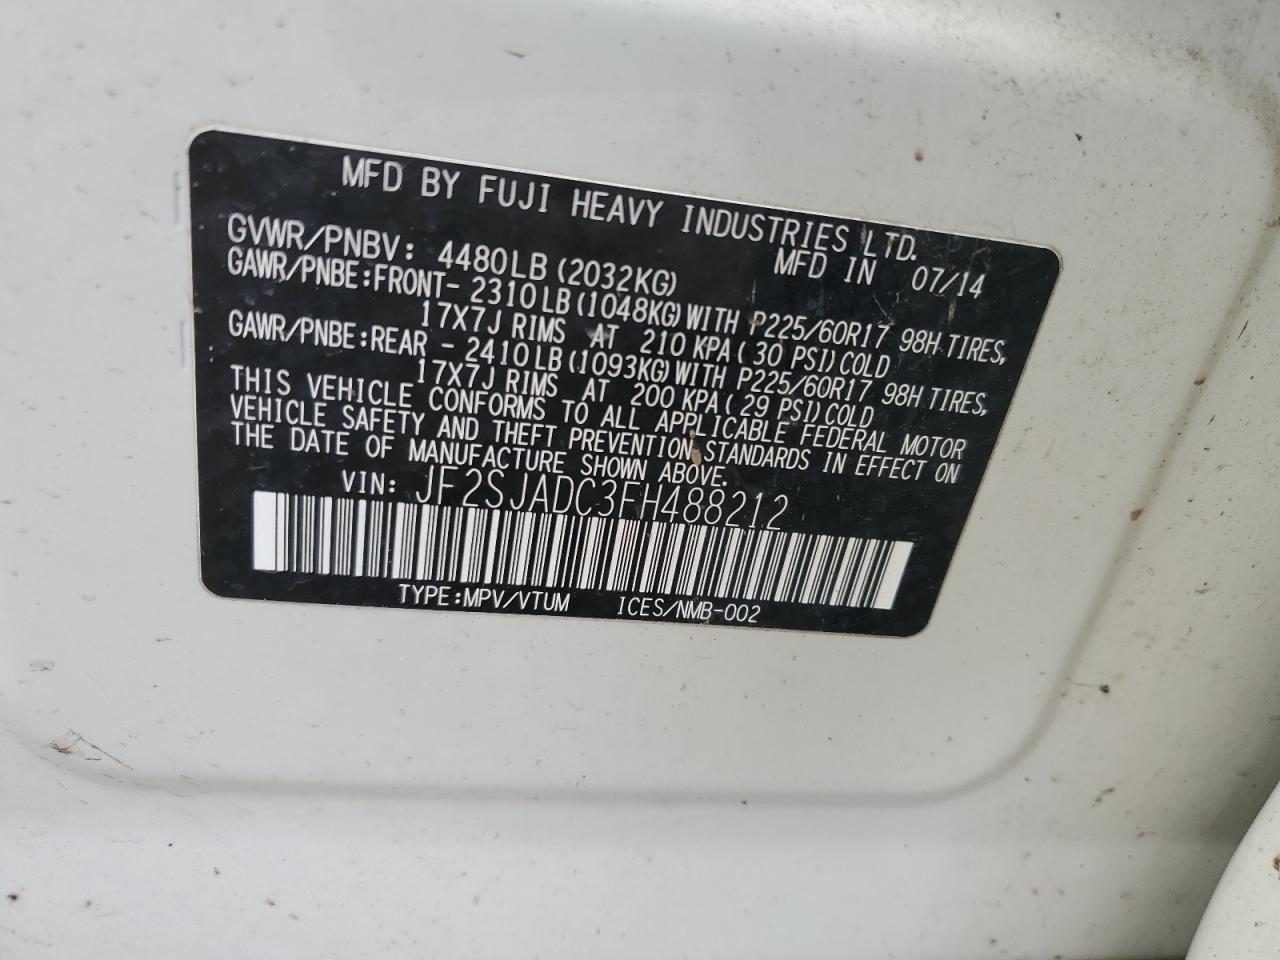 MFD BY FUJI HEAVY INDUSTRIES LTD.
GVWR/PNBV: 4480LB (2032KG) MFD IN 07/14
GAWR/PNBE:FRONT- 2310LB (1048KG) WITH P225/60R17 98H TIRES,
17X7J RIMS AT 210 KPA ( 30 PSI) COLD
GAWR/PNBE:REAR - 2410LB (1093KG) WITH P225/60R17 98H TIRES,
17X7J RIMS AT 200 KPA ( 29 PSI) COLD
THIS VEHICLE CONFORMS TO ALL APPLICABLE FEDERAL MOTOR
VEHICLE SAFETY AND THEFT PREVENTION STANDARDS IN EFFECT ON
THE DATE OF MANUFACTURE SHOWN ABOVE.
VIN: JF2SJADC3FH488212
TYPE:MPV/VTUM ICES/NMB-002